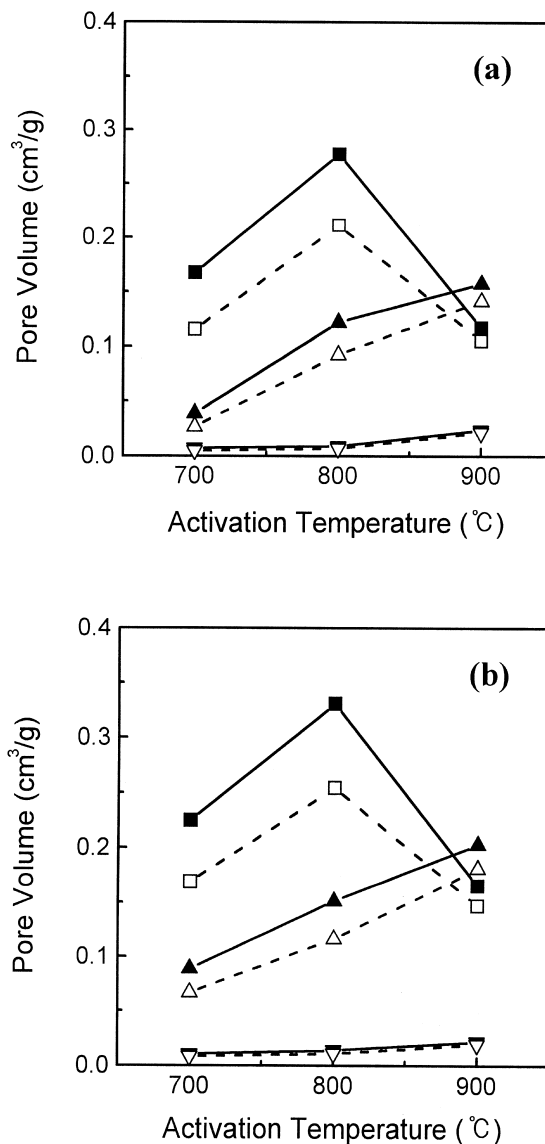 0.4
(a)
0.3
0.2
0.1
0.0
Pore Volume (cm³/g)
700 800 900
Activation Temperature (℃)
0.4
(b)
0.3
0.2
0.1
0.0
Pore Volume (cm³/g)
700 800 900
Activation Temperature (℃)